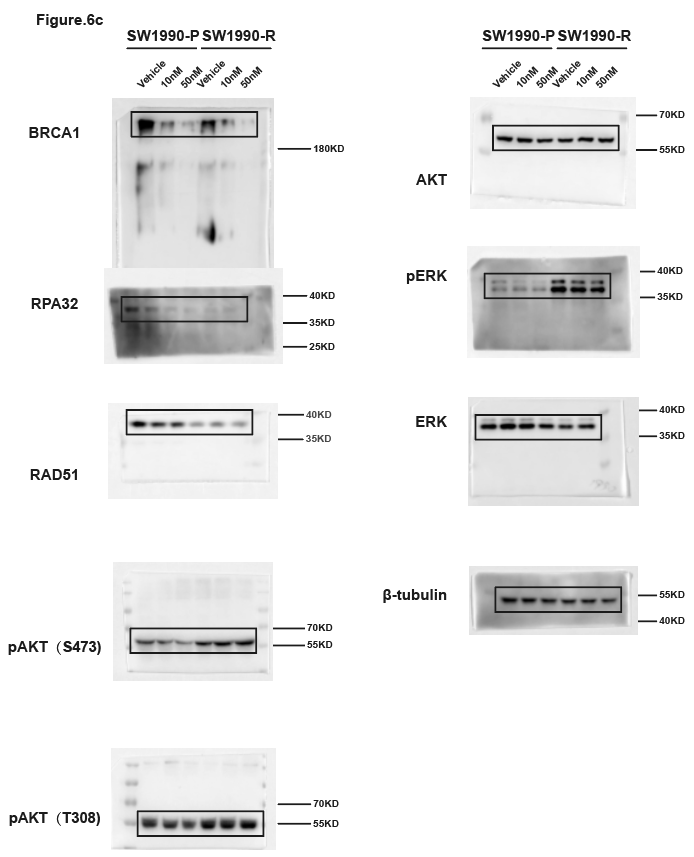 Figure.6c
SW1990-P SW1990-R
Vehicle 10nM 50nM Vehicle 10nM 50nM
BRCA1
180KD
RPA32
40KD
35KD
25KD
RAD51
40KD
35KD
pAKT（S473)
70KD
55KD
pAKT（T308)
70KD
55KD
SW1990-P SW1990-R
Vehicle 10nM 50nM Vehicle 10nM 50nM
AKT
70KD
55KD
pERK
40KD
35KD
ERK
40KD
35KD
β-tubulin
55KD
40KD